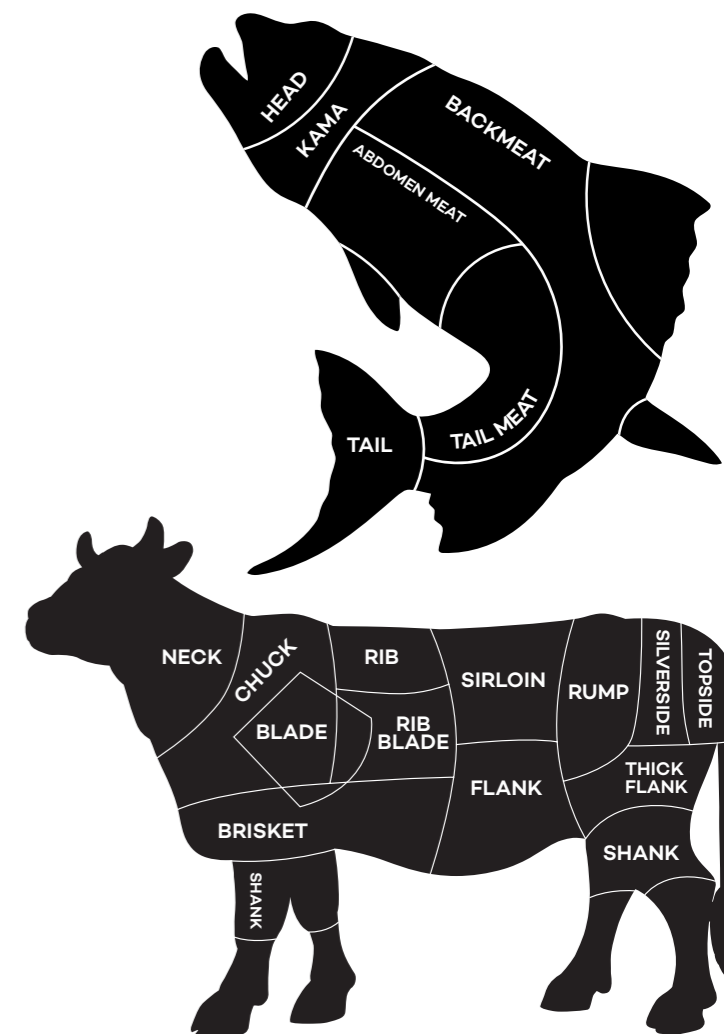 HEAD
KAMA
BACKMEAT
ABDOMEN MEAT
TAIL MEAT
TAIL
NECK
CHUCK
RIB
SIRLOIN
RUMP
SILVERSIDE
TOPSIDE
BLADE
RIB
BLADE
FLANK
THICK
FLANK
BRISKET
SHANK
SHANK